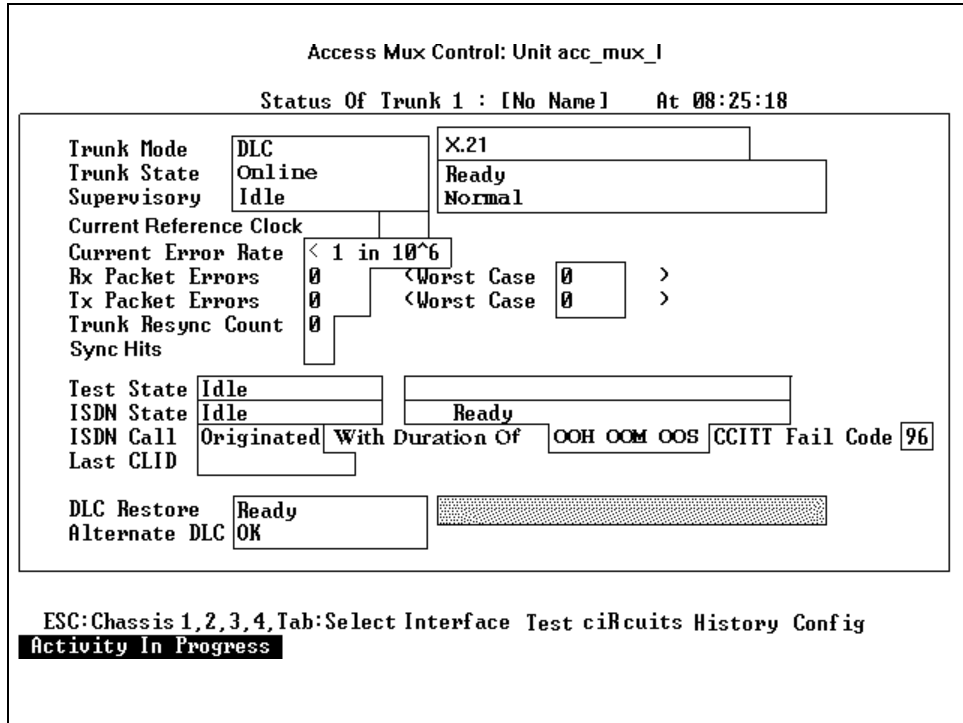 Access Mux Control: Unit acc_mux_l
Status Of Trunk 1 : [No Name] At 08:25:18
Trunk Mode DLC X.21
Trunk State Online Ready
Supervisory Idle Normal
Current Reference Clock
Current Error Rate < 1 in 10^6
Rx Packet Errors 0 (Worst Case 0 )
Tx Packet Errors 0 (Worst Case 0 )
Trunk Resync Count 0
Sync Hits
Test State Idle
ISDN State Idle Ready
ISDN Call Originated With Duration Of OOH OOM OOS CCITT Fail Code 96
Last CLID
DLC Restore Ready
Alternate DLC OK
ESC:Chassis 1,2,3,4,Tab:Select Interface Test ciRcuits History Config
Activity In Progress